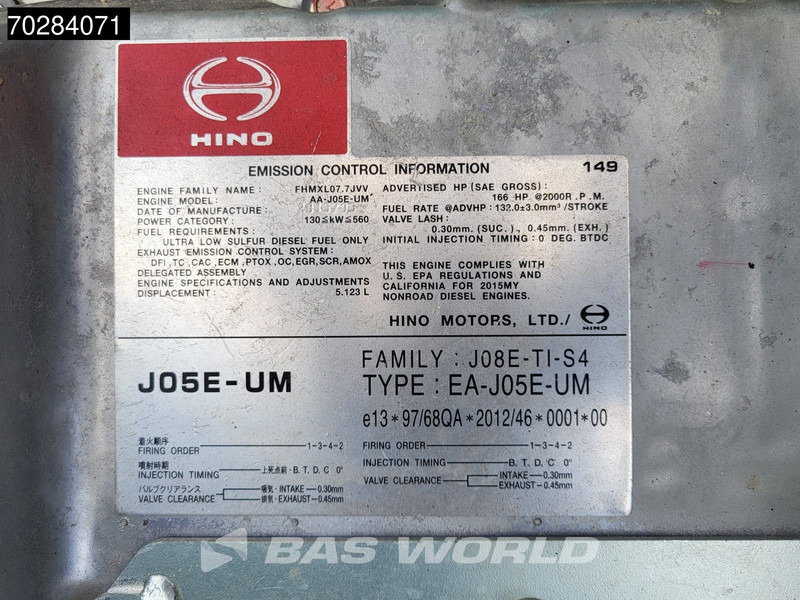 70284071
HINO
EMISSION CONTROL INFORMATION 149
ENGINE FAMILY NAME : FHMXL07.7JVV
ENGINE MODEL: AA-J05E-UM
DATE OF MANUFACTURE :
POWER CATEGORY : 130≦kW≦560
FUEL REQUIREMENTS :
ULTRA LOW SULFUR DIESEL FUEL ONLY
EXHAUST EMISSION CONTROL SYSTEM :
DFI ,TC ,CAC ,ECM ,PTOX ,OC,EGR,SCR,AMOX
DELEGATED ASSEMBLY
ENGINE SPECIFICATIONS AND ADJUSTMENTS
DISPLACEMENT : 5.123 L
ADVERTISED HP (SAE GROSS) :
166 HP @2000R .P .M.
FUEL RATE @ADVHP : 132.0±3.0mm³ /STROKE
VALVE LASH :
0.30mm (SUC.) ., 0.45mm (EXH.)
INITIAL INJECTION TIMING : 0 DEG. BTDC
THIS ENGINE COMPLIES WITH
U.S. EPA REGULATIONS AND
CALIFORNIA FOR 2015MY
NONROAD DIESEL ENGINES.
HINO MOTORS, LTD./ HINO
J05E-UM
FAMILY : J08E-TI-S4
TYPE : EA-J05E-UM
e13*97/68QA*2012/46*0001*00
着火順序
FIRING ORDER 1-3-4-2
噴射時期
INJECTION TIMING 上死点前・B. T. D. C 0°
バルブクリアランス
VALVE CLEARANCE
吸気・INTAKE 0.30mm
排気・EXHAUST 0.45mm
FIRING ORDER 1-3-4-2
INJECTION TIMING B. T. D. C 0°
VALVE CLEARANCE
INTAKE 0.30mm
EXHAUST 0.45mm
BAS WORLD